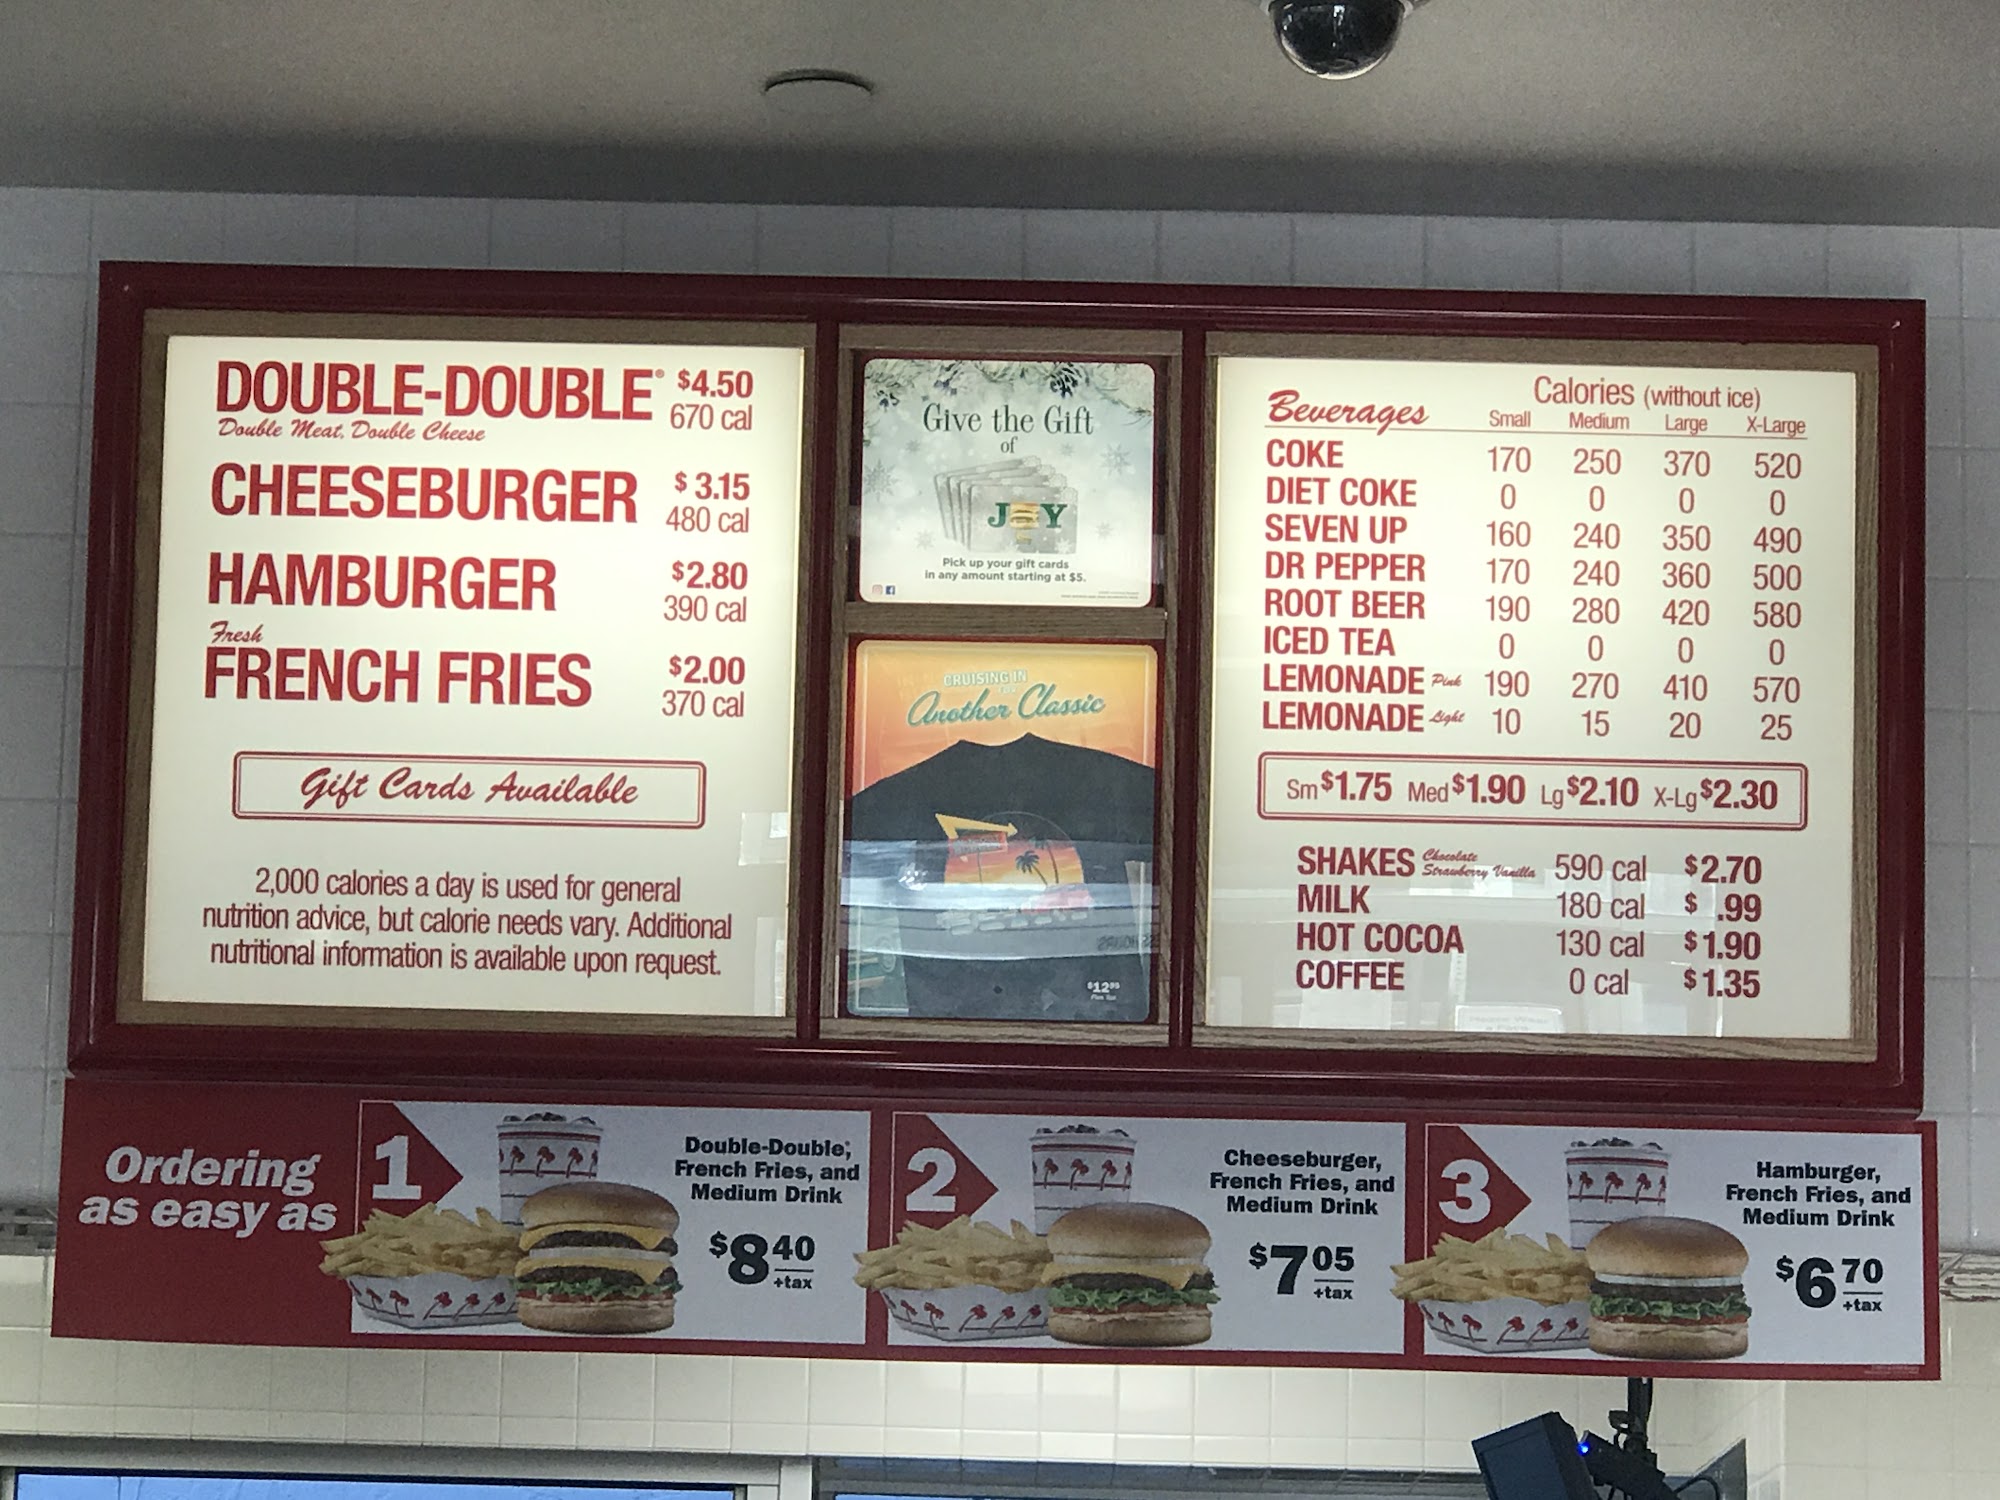 DOUBLE-DOUBLE® $4.50
Double Meat, Double Cheese 670 cal
CHEESEBURGER $3.15
480 cal
HAMBURGER $2.80
390 cal
Fresh
FRENCH FRIES $2.00
370 cal
Gift Cards Available
2,000 calories a day is used for general
nutrition advice, but calorie needs vary. Additional
nutritional information is available upon request.
Give the Gift
of
JOY
Pick up your gift cards
in any amount starting at $5.
CRUISING IN
Another Classic
$12.95
Plus Tax
Calories (without ice)
Beverages Small Medium Large X-Large
COKE 170 250 370 520
DIET COKE 0 0 0 0
SEVEN UP 160 240 350 490
DR PEPPER 170 240 360 500
ROOT BEER 190 280 420 580
ICED TEA 0 0 0 0
LEMONADE Pink 190 270 410 570
LEMONADE Light 10 15 20 25
Sm $1.75 Med $1.90 Lg $2.10 X-Lg $2.30
SHAKES Chocolate Strawberry Vanilla 590 cal $2.70
MILK 180 cal $ .99
HOT COCOA 130 cal $1.90
COFFEE 0 cal $1.35
Ordering
as easy as
1
Double-Double®,
French Fries, and
Medium Drink
$8 40
+tax
2
Cheeseburger,
French Fries, and
Medium Drink
$7 05
+tax
3
Hamburger,
French Fries, and
Medium Drink
$6 70
+tax